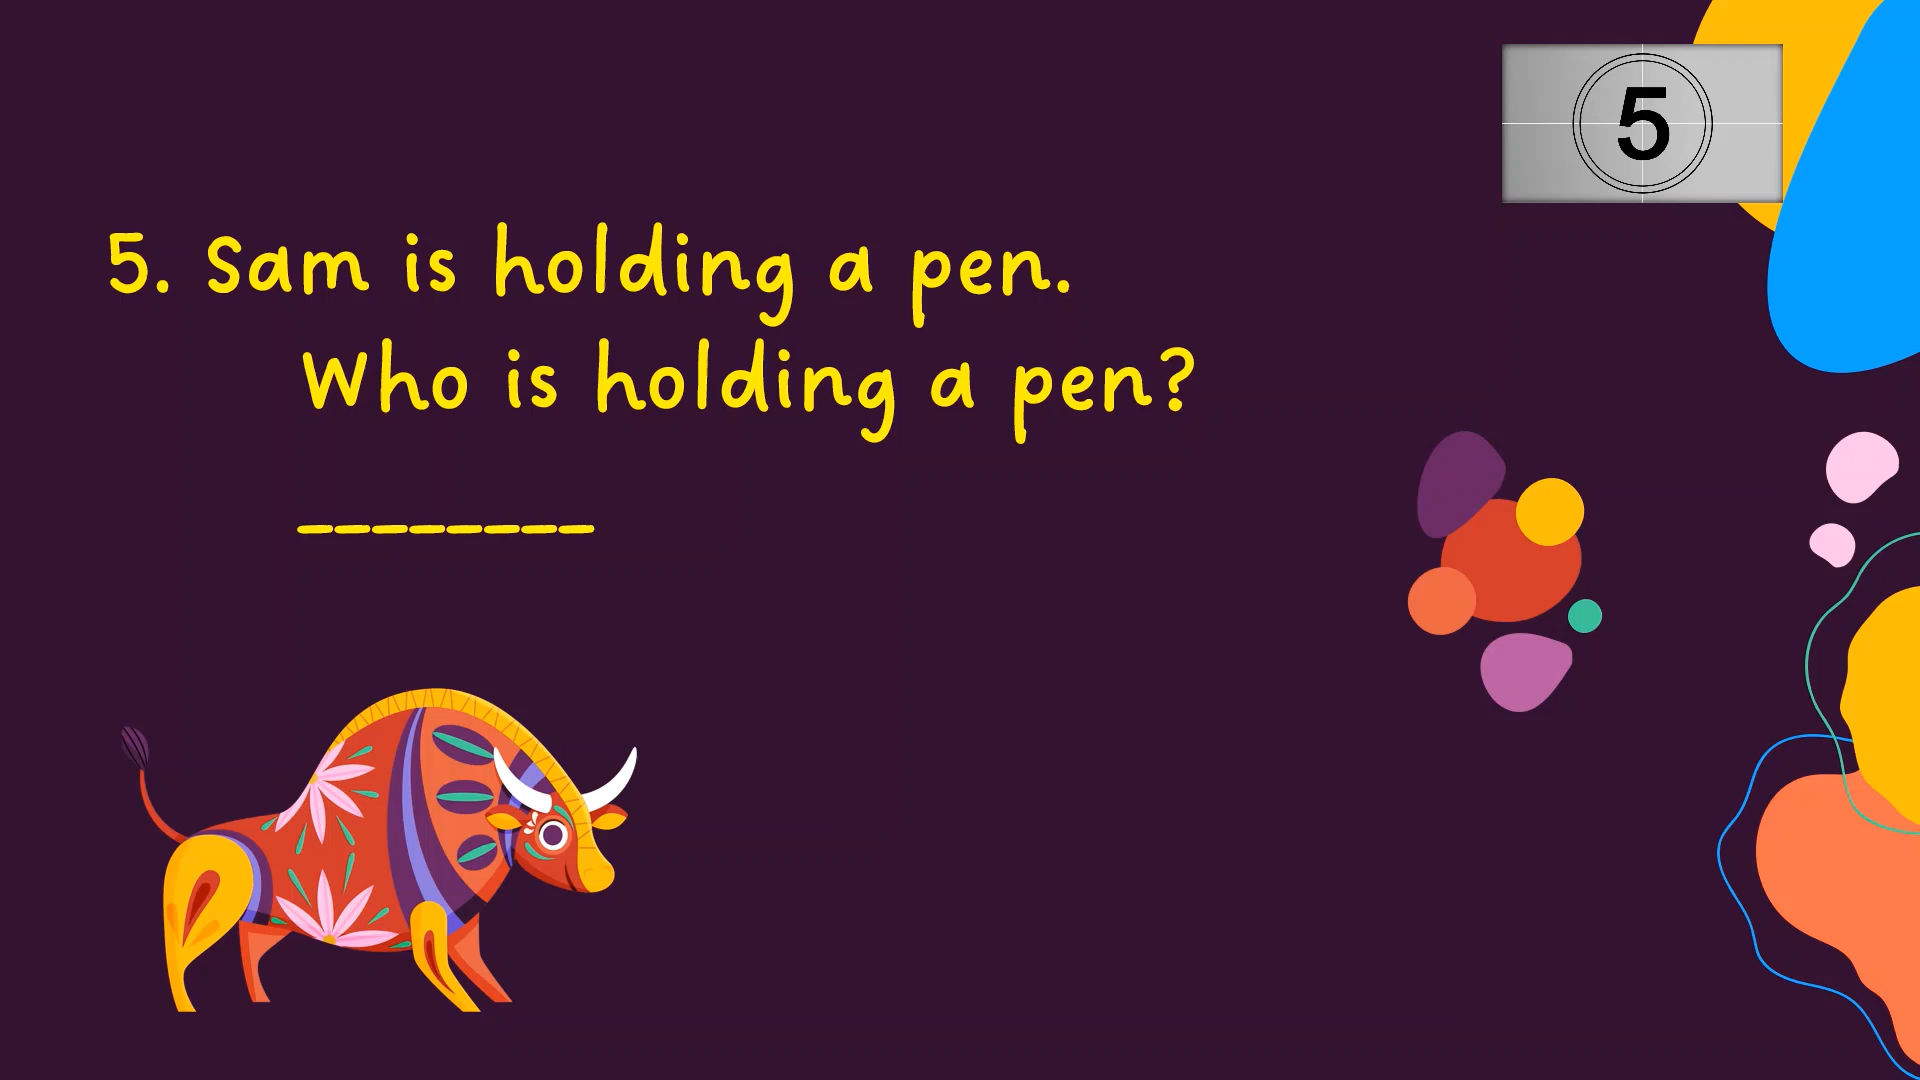 5
5. Sam is holding a pen.
Who is holding a pen?
________